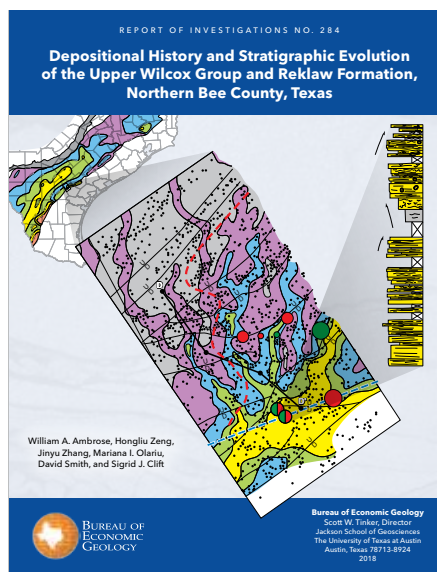 REPORT OF INVESTIGATIONS NO. 284
Depositional History and Stratigraphic Evolution
of the Upper Wilcox Group and Reklaw Formation,
Northern Bee County, Texas
William A. Ambrose, Hongliu Zeng,
Jinyu Zhang, Mariana I. Olariu,
David Smith, and Sigrid J. Clift
BUREAU OF
ECONOMIC
GEOLOGY
Bureau of Economic Geology
Scott W. Tinker, Director
Jackson School of Geosciences
The University of Texas at Austin
Austin, Texas 78713-8924
2018